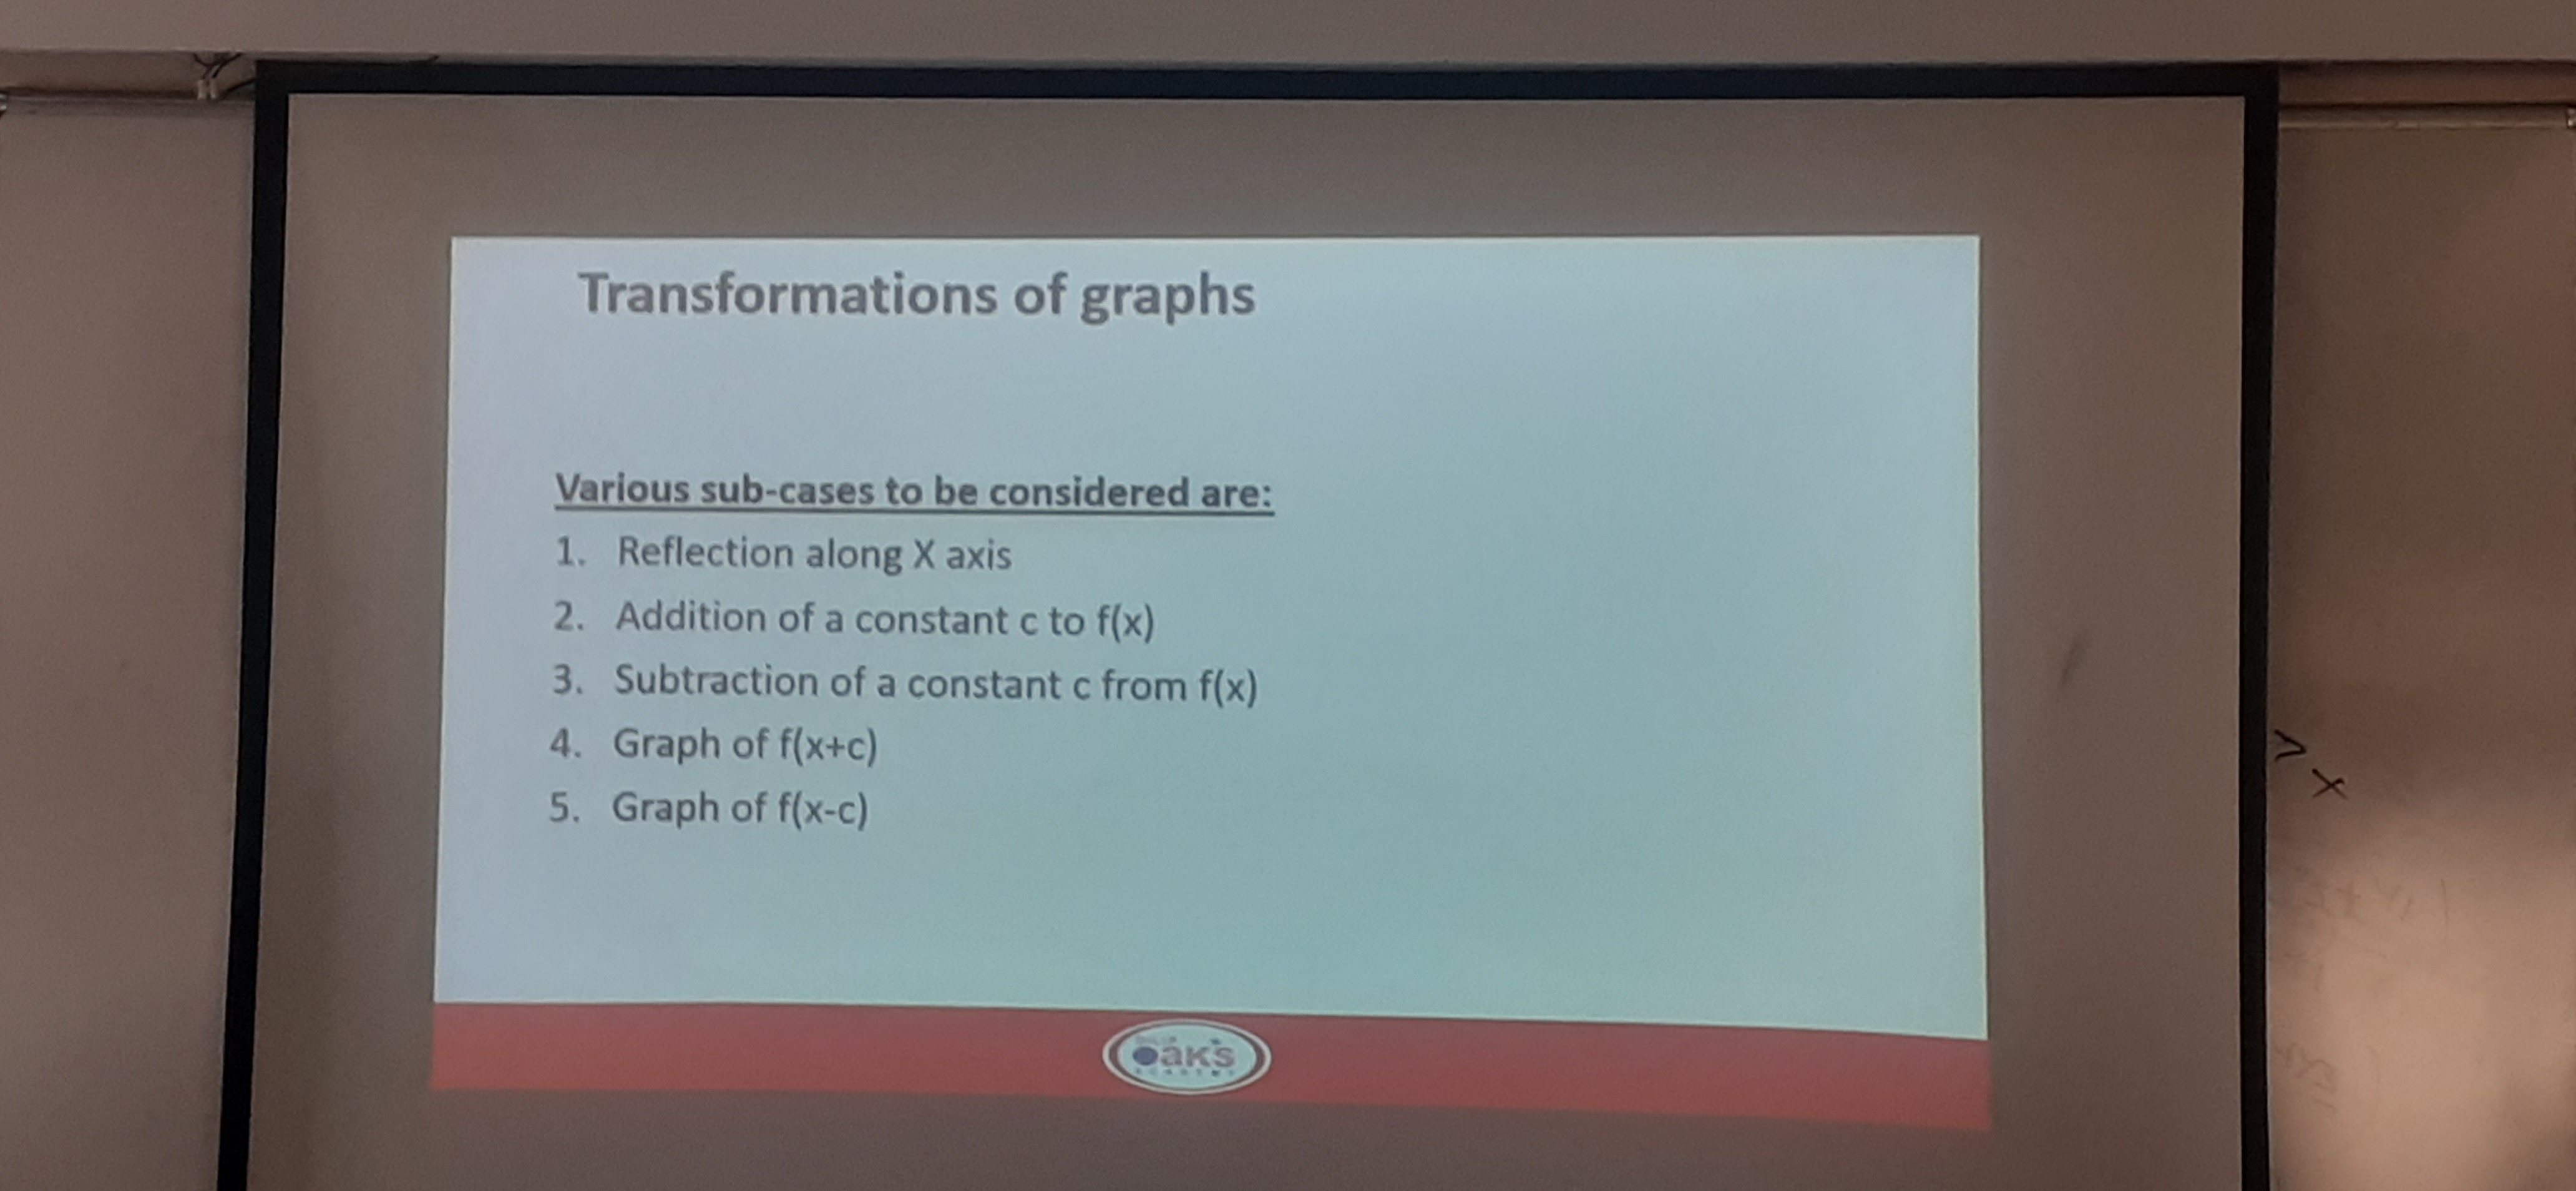 Transformations of graphs
Various sub-cases to be considered are:
1. Reflection along X axis
2. Addition of a constant c to f(x)
3. Subtraction of a constant c from f(x)
4. Graph of f(x+c)
5. Graph of f(x-c)
x
oaks